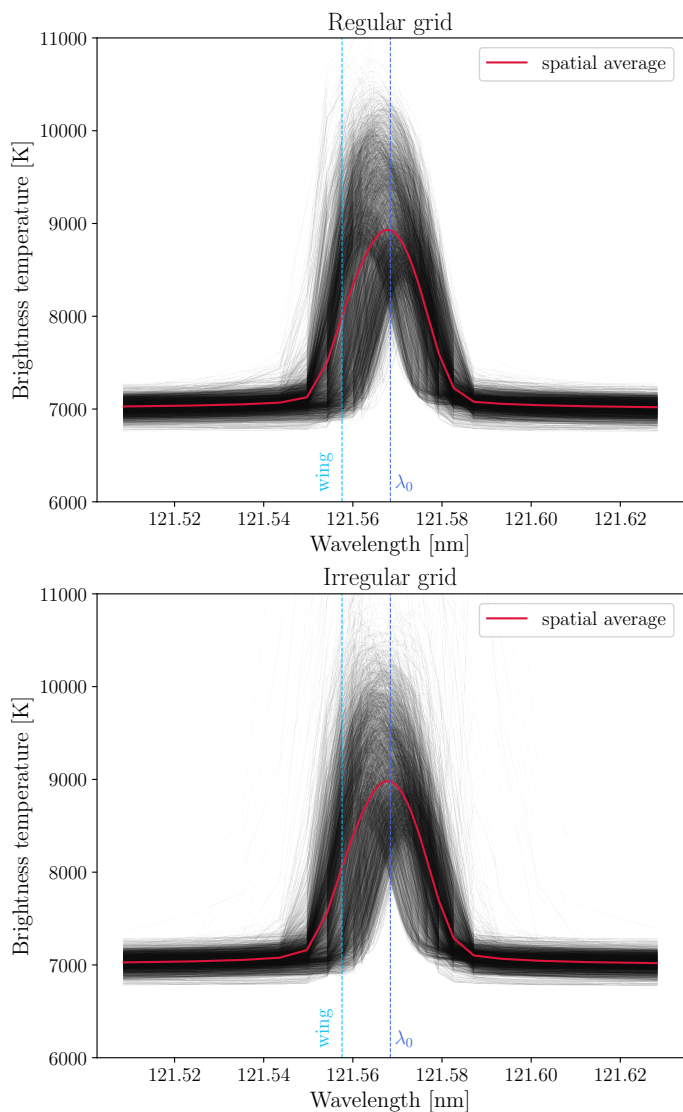 Regular grid
11000
10000
9000
8000
7000
6000
Brightness temperature [K]
spatial average
wing
λ0
121.52
121.54
121.56
121.58
121.60
121.62
Wavelength [nm]
Irregular grid
11000
10000
9000
8000
7000
6000
Brightness temperature [K]
spatial average
wing
λ0
121.52
121.54
121.56
121.58
121.60
121.62
Wavelength [nm]